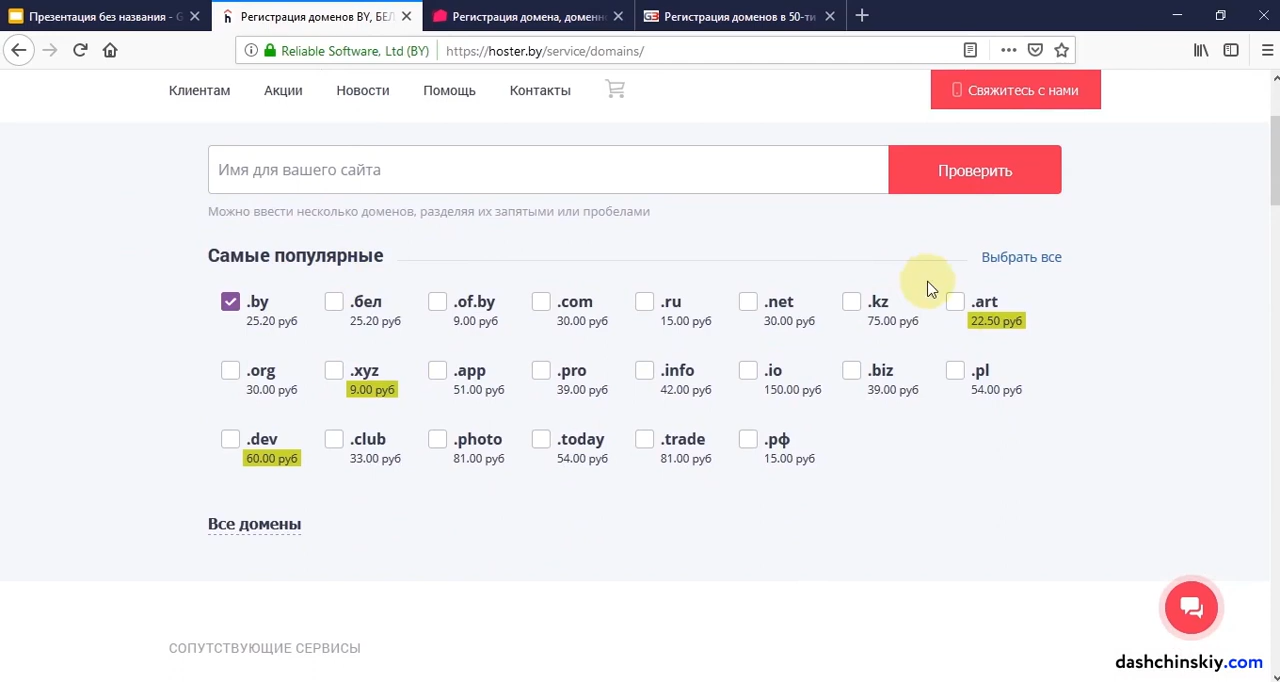 Презентация без названия - G
Регистрация доменов BY, БЕЛ
Регистрация домена, доменн
Регистрация доменов в 50-ти
Reliable Software, Ltd (BY)
https://hoster.by/service/domains/
Клиентам Акции Новости Помощь Контакты
Свяжитесь с нами
Имя для вашего сайта
Проверить
Можно ввести несколько доменов, разделяя их запятыми или пробелами
Самые популярные
Выбрать все
.by .бел .of.by .com .ru .net .kz .art
25.20 руб 25.20 руб 9.00 руб 30.00 руб 15.00 руб 30.00 руб 75.00 руб 22.50 руб
.org .xyz .app .pro .info .io .biz .pl
30.00 руб 9.00 руб 51.00 руб 39.00 руб 42.00 руб 150.00 руб 39.00 руб 54.00 руб
.dev .club .photo .today .trade .рф
60.00 руб 33.00 руб 81.00 руб 54.00 руб 81.00 руб 15.00 руб
Все домены
СОПУТСТВУЮЩИЕ СЕРВИСЫ
dashchinskiy.com